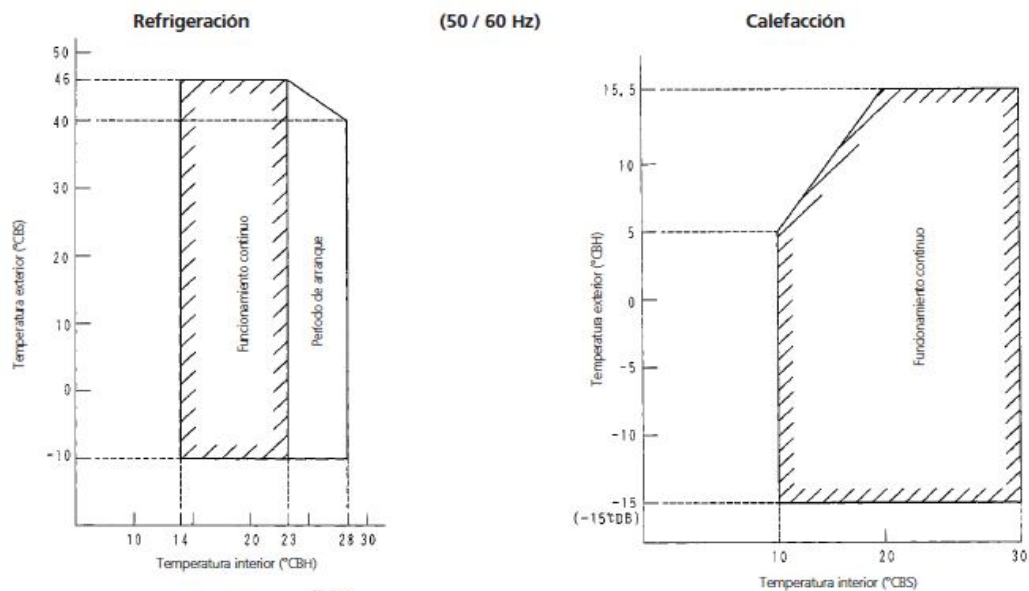 Refrigeración
(50 / 60 Hz)
Calefacción
Temperatura exterior (°CBS)
50
46
40
30
20
10
0
-10
Funcionamiento continuo
Período de arranque
10
14
20
23
28
30
Temperatura interior (°CBH)
Temperatura exterior (°CBH)
15,5
10
5
0
-5
-10
-15
(-15℃DB)
Funcionamiento continuo
10
20
30
Temperatura interior (°CBS)